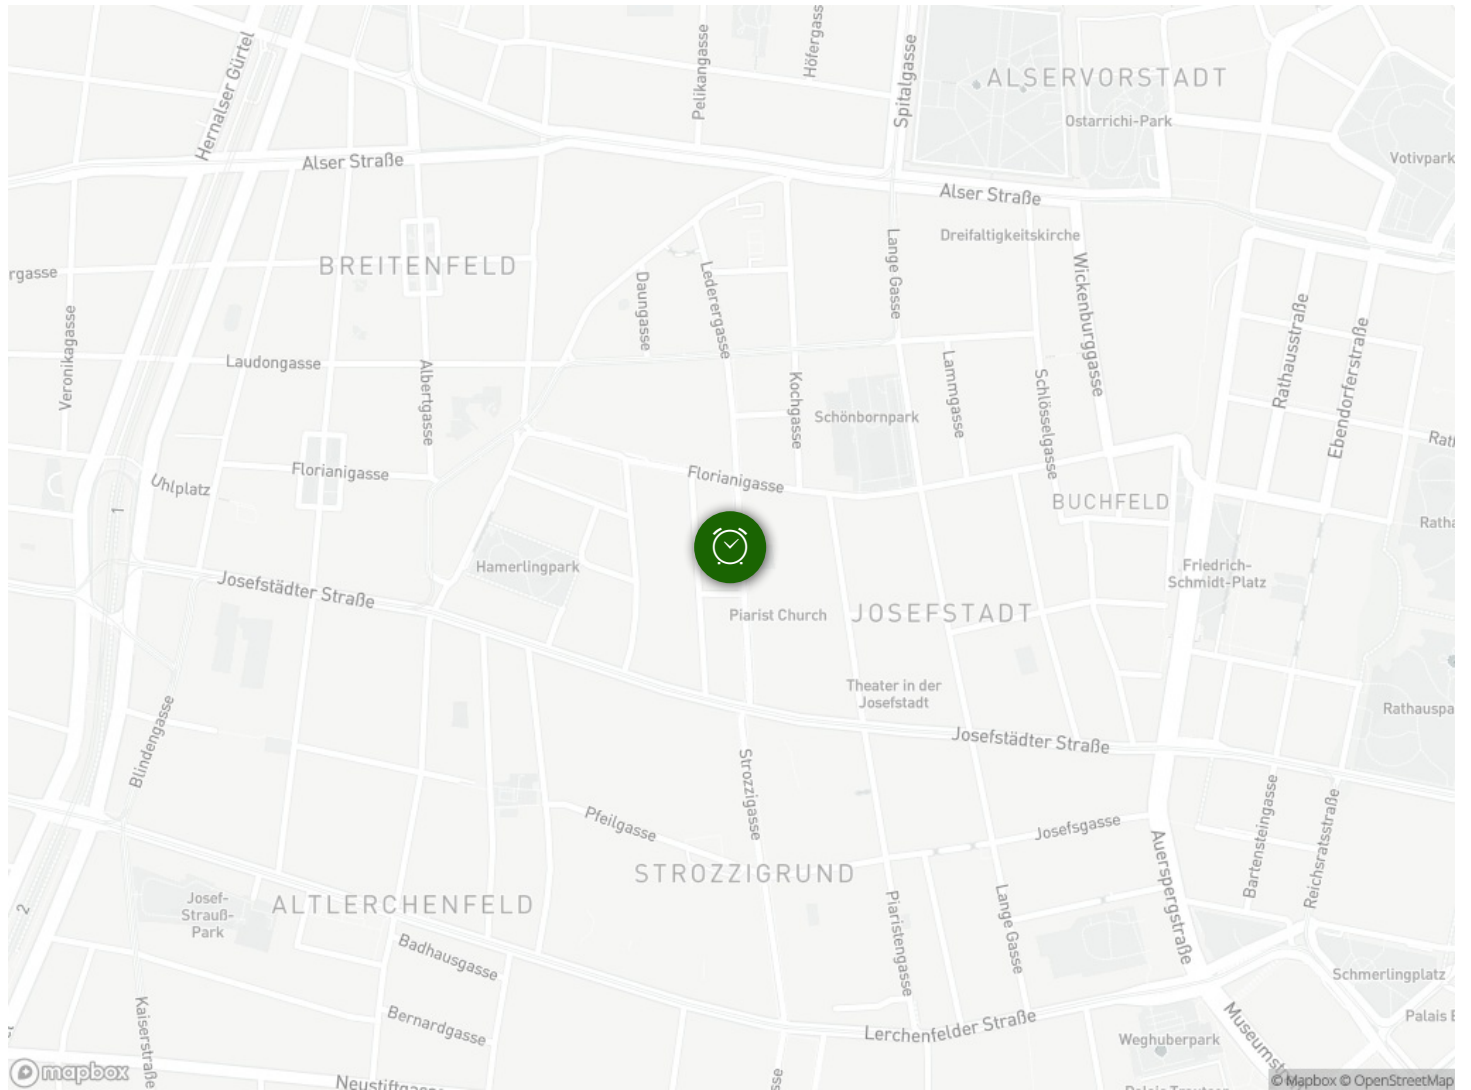 Hernalser Gürtel
Pelikangasse
Spitalgasse
ALSERVORSTADT
Ostarrichi-Park
Votivpark
Alser Straße
Alser Straße
Dreifaltigkeitskirche
BREITENFELD
rgasse
Daungasse
Lederergasse
Lange Gasse
Wickenburggasse
Rathausstraße
Ebendorferstraße
Veronikagasse
Laudongasse
Albertgasse
Kochgasse
Schönbornpark
Lammgasse
Schlösselgasse
Florianigasse
Florianigasse
Uhlplatz
1
BUCHFELD
Hamerlingpark
Friedrich-
Schmidt-Platz
Josefstädter Straße
Piarist Church
JOSEFSTADT
Theater in der
Josefstadt
Blindengasse
Josefstädter Straße
Strozzigasse
Pfeilgasse
Josefsgasse
Bartensteingasse
Reichsratsstraße
Auerspergstraße
STROZZIGRUND
2
Josef-
Strauß-
Park
ALTLERCHENFELD
Piaristengasse
Lange Gasse
Badhausgasse
Schmerlingplatz
Kaiserstraße
Bernardgasse
Lerchenfelder Straße
Weghuberpark
mapbox
© Mapbox © OpenStreetMap